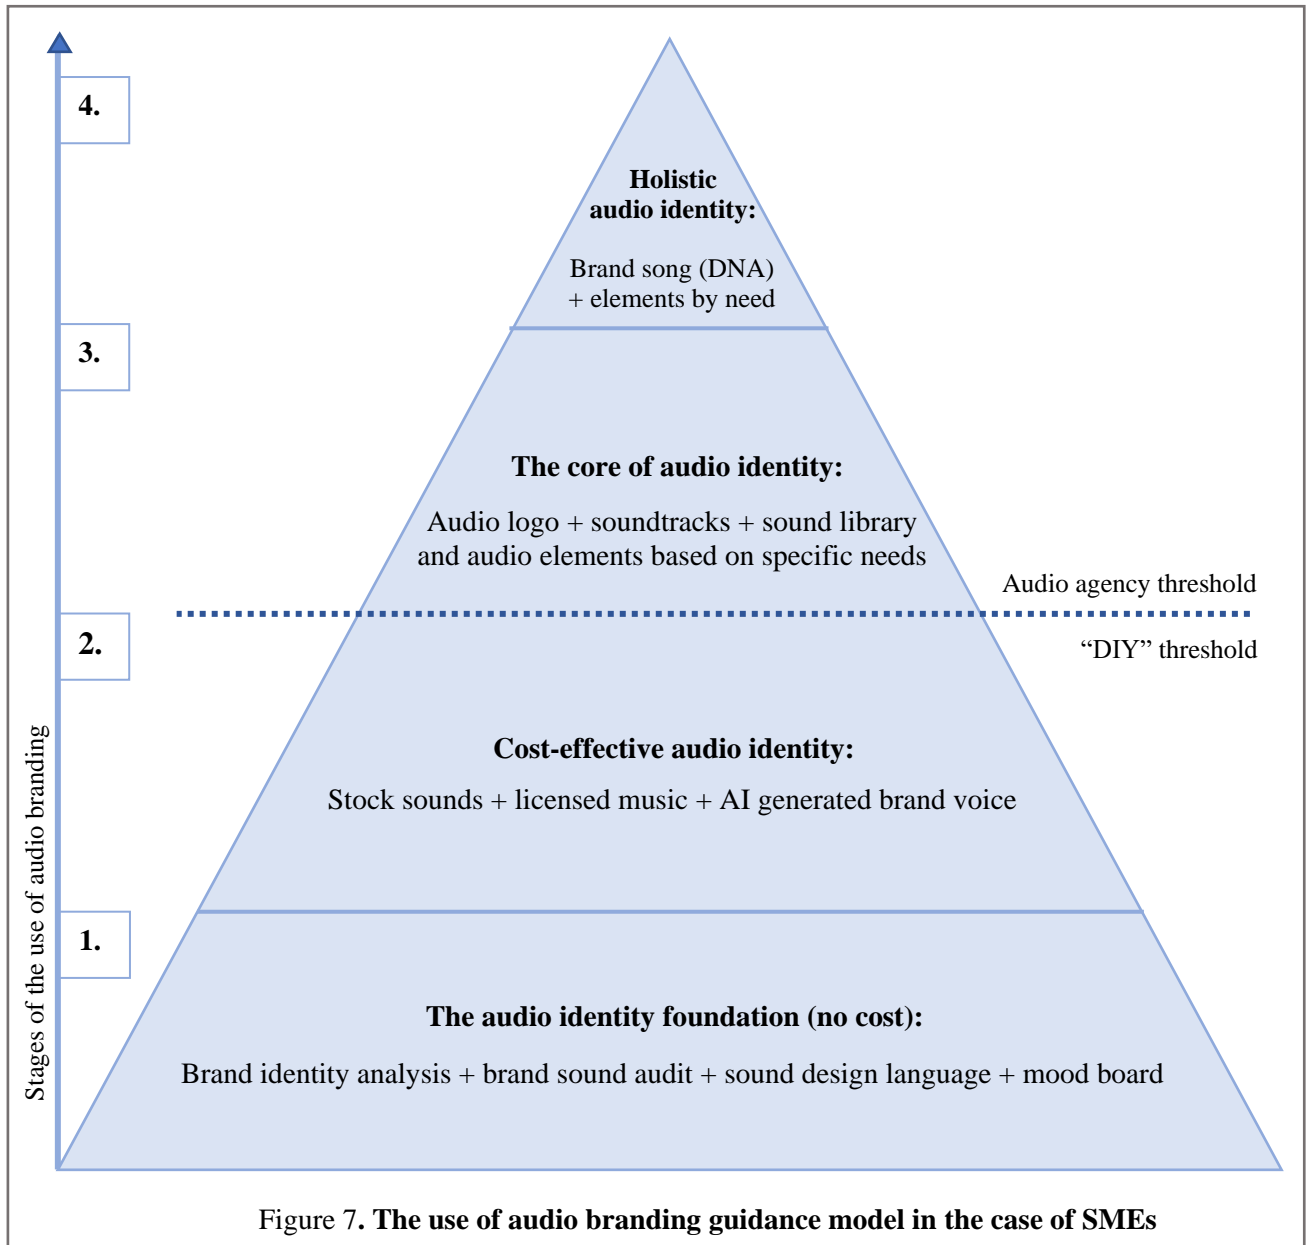 4.
Holistic
audio identity:
Brand song (DNA)
+ elements by need
3.
The core of audio identity:
Audio logo + soundtracks + sound library
and audio elements based on specific needs
Audio agency threshold
2.
“DIY” threshold
Cost-effective audio identity:
Stock sounds + licensed music + AI generated brand voice
Stages of the use of audio branding
1.
The audio identity foundation (no cost):
Brand identity analysis + brand sound audit + sound design language + mood board
Figure 7. The use of audio branding guidance model in the case of SMEs